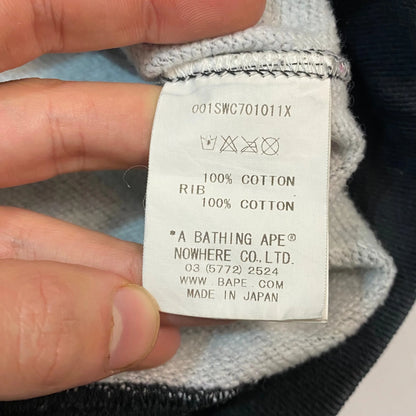 001SWC701011X
100% COTTON
RIB
100% COTTON
"A BATHING APE®
NOWHERE CO.LTD.
03 (5772) 2524
WWW.BAPE.COM
MADE IN JAPAN